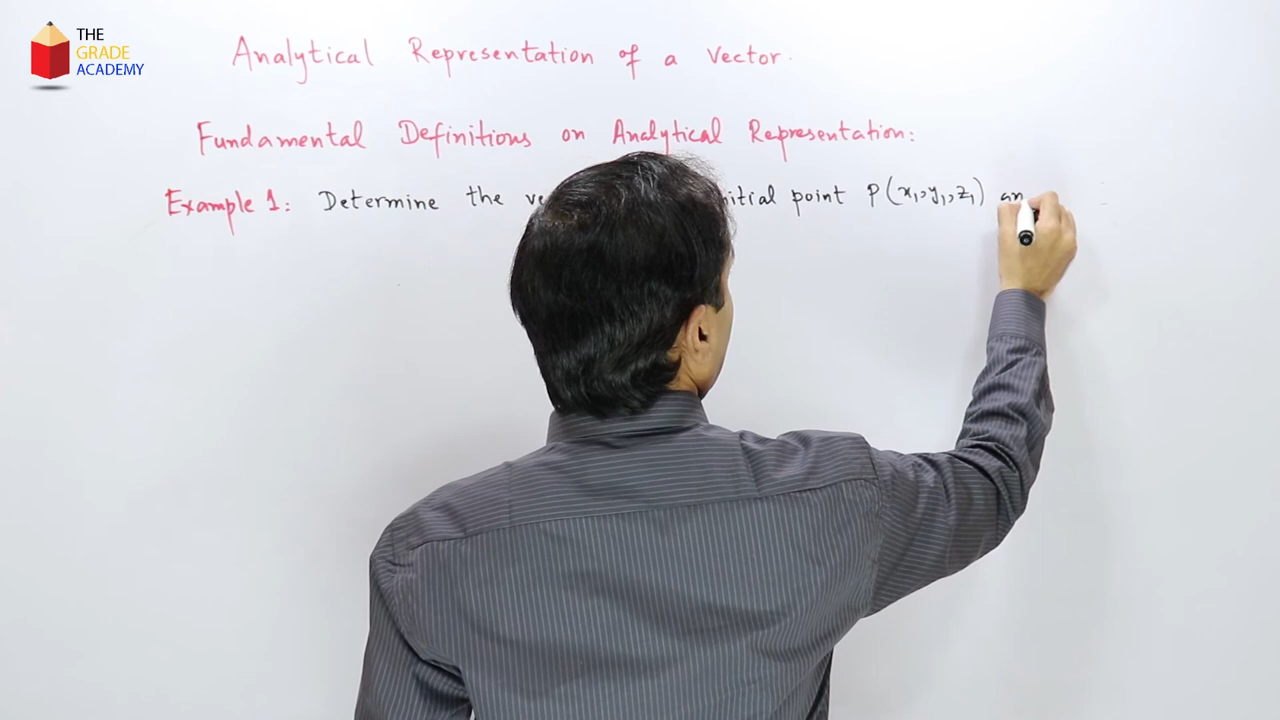 THE
GRADE
ACADEMY
Analytical Representation of a Vector.
Fundamental Definitions on Analytical Representation:
Example 1: Determine the point P(x₁,y₁,z₁)